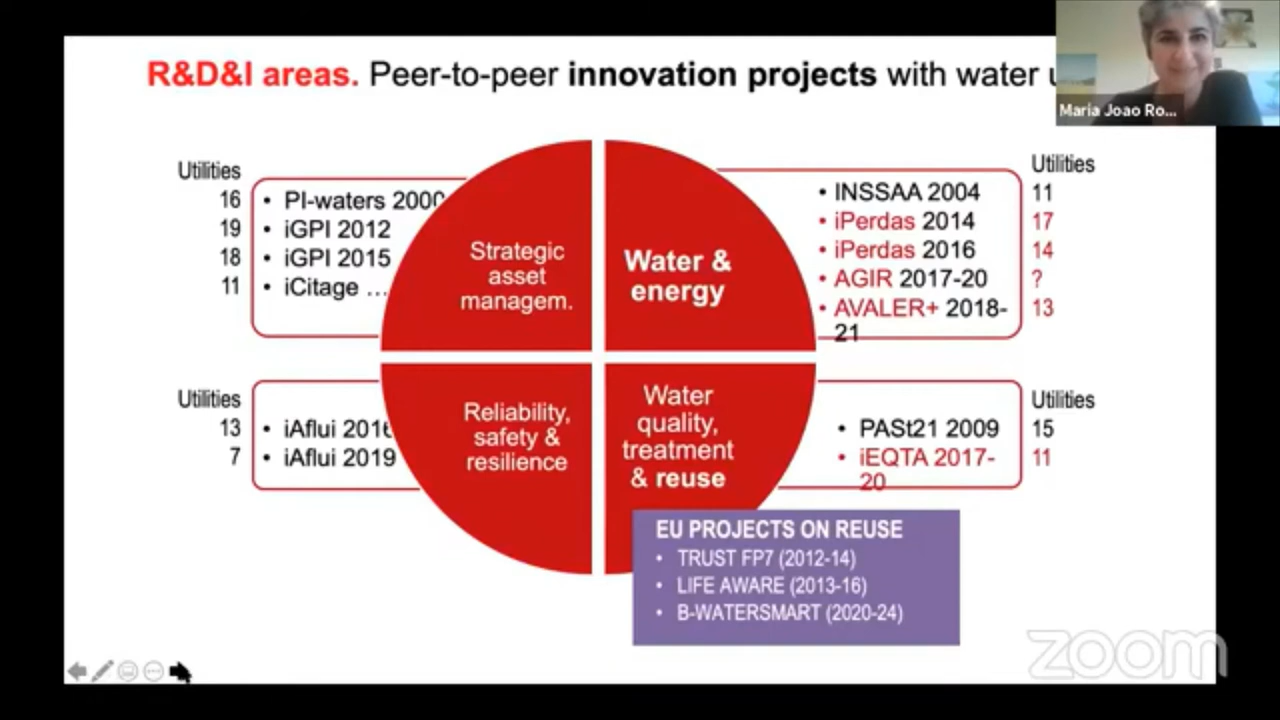 R&D&I areas. Peer-to-peer innovation projects with water
Maria Joao Ro...
Utilities
16 • PI-waters 2000
19 • iGPI 2012
18 • iGPI 2015
11 • iCitage ...
Strategic
asset
managem.
Water &
energy
Utilities
• INSSAA 2004 11
• iPerdas 2014 17
• iPerdas 2016 14
• AGIR 2017-20 ?
• AVALER+ 2018- 13
21
Utilities
13 • iAflui 2016
7 • iAflui 2019
Reliability,
safety &
resilience
Water
quality,
treatment
& reuse
Utilities
• PASt21 2009 15
• iEQTA 2017- 11
20
EU PROJECTS ON REUSE
• TRUST FP7 (2012-14)
• LIFE AWARE (2013-16)
• B-WATERSMART (2020-24)
zoom